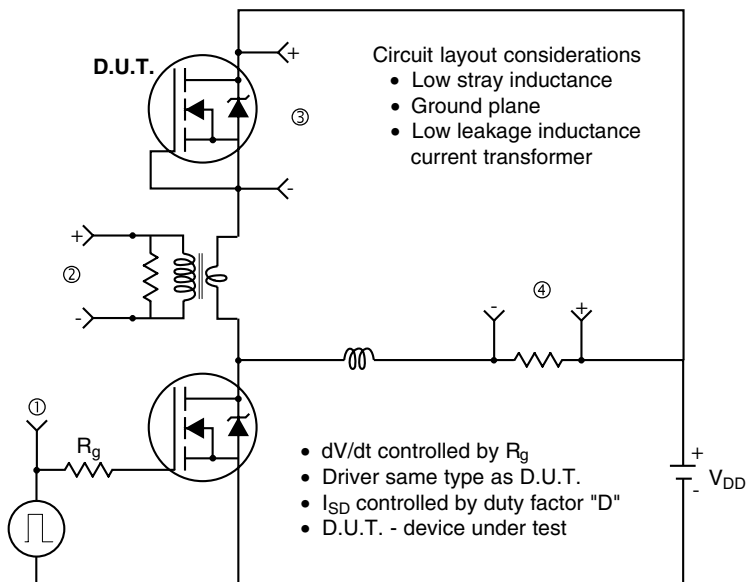 D.U.T.
+
③
-
Circuit layout considerations
• Low stray inductance
• Ground plane
• Low leakage inductance
current transformer
+
②
-
④
- +
①
Rg
• dV/dt controlled by Rg
• Driver same type as D.U.T.
• ISD controlled by duty factor "D"
• D.U.T. - device under test
+
VDD
-